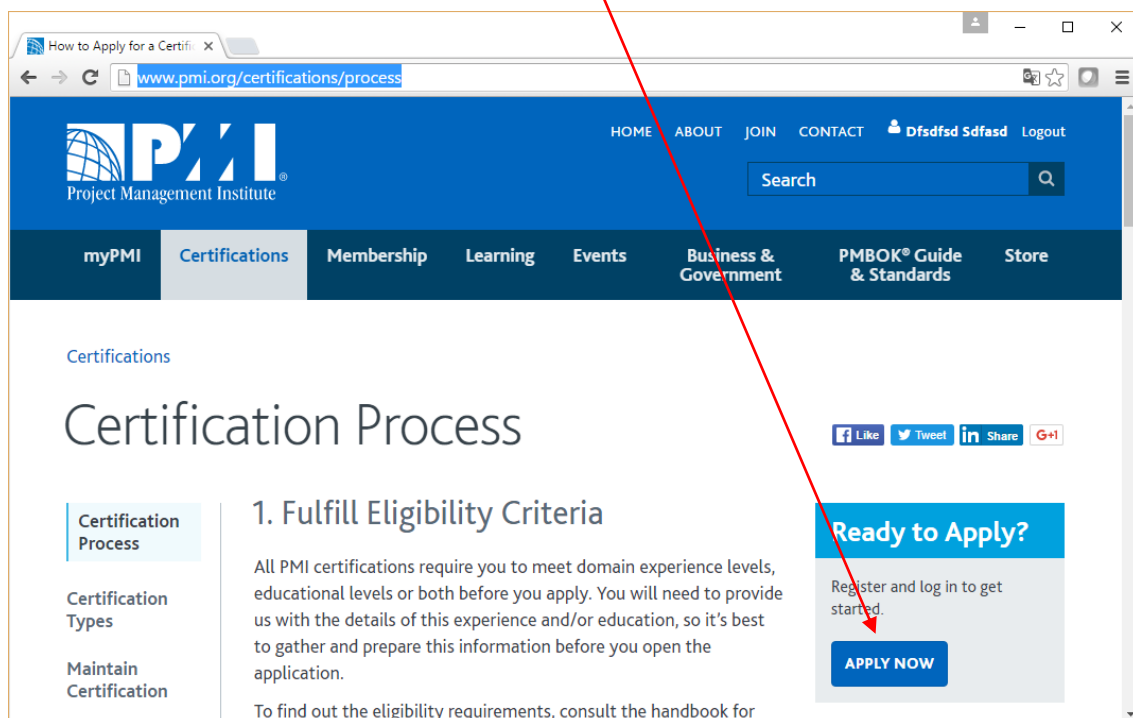 How to Apply for a Certifi
www.pmi.org/certifications/process
PMI®
Project Management Institute
HOME ABOUT JOIN CONTACT Dfsdfsd Sdfasd Logout
Search
myPMI Certifications Membership Learning Events Business & Government PMBOK® Guide & Standards Store
Certifications
Certification Process
Like Tweet in Share G+1
Certification
Process
Certification
Types
Maintain
Certification
1. Fulfill Eligibility Criteria
All PMI certifications require you to meet domain experience levels,
educational levels or both before you apply. You will need to provide
us with the details of this experience and/or education, so it's best
to gather and prepare this information before you open the
application.
To find out the eligibility requirements, consult the handbook for
Ready to Apply?
Register and log in to get
started.
APPLY NOW